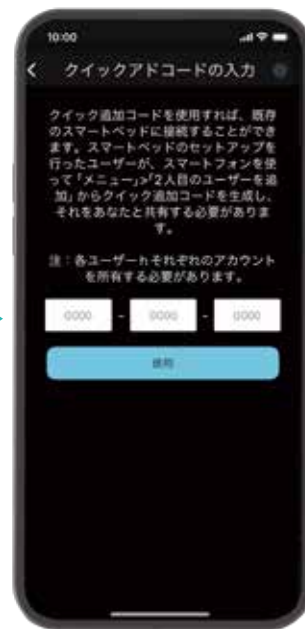 10:00
クイックアドコードの入力
クイック追加コードを使用すれば、既存
のスマートベッドに接続することができ
ます。スマートベッドのセットアップを
行ったユーザーが、スマートフォンを使
って「メニュー」>「2人目のユーザーを追
加」からクイック追加コードを生成し、
それをあなたと共有する必要がありま
す。
注：各ユーザーhそれぞれのアカウント
を所有する必要があります。
0000 - 0000 - 0000
使用